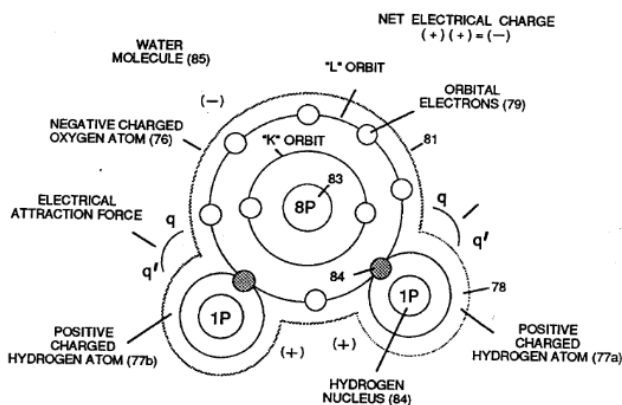 NET ELECTRICAL CHARGE
(+) (+) = (−)
WATER
MOLECULE (85)
"L" ORBIT
(−)
ORBITAL
ELECTRONS (79)
NEGATIVE CHARGED
OXYGEN ATOM (76)
81
"K" ORBIT
83
8P
ELECTRICAL
ATTRACTION FORCE
q
q'
q
q'
84
78
1P
1P
POSITIVE
CHARGED
HYDROGEN ATOM (77b)
(+)
(+)
POSITIVE
CHARGED
HYDROGEN ATOM (77a)
HYDROGEN
NUCLEUS (84)